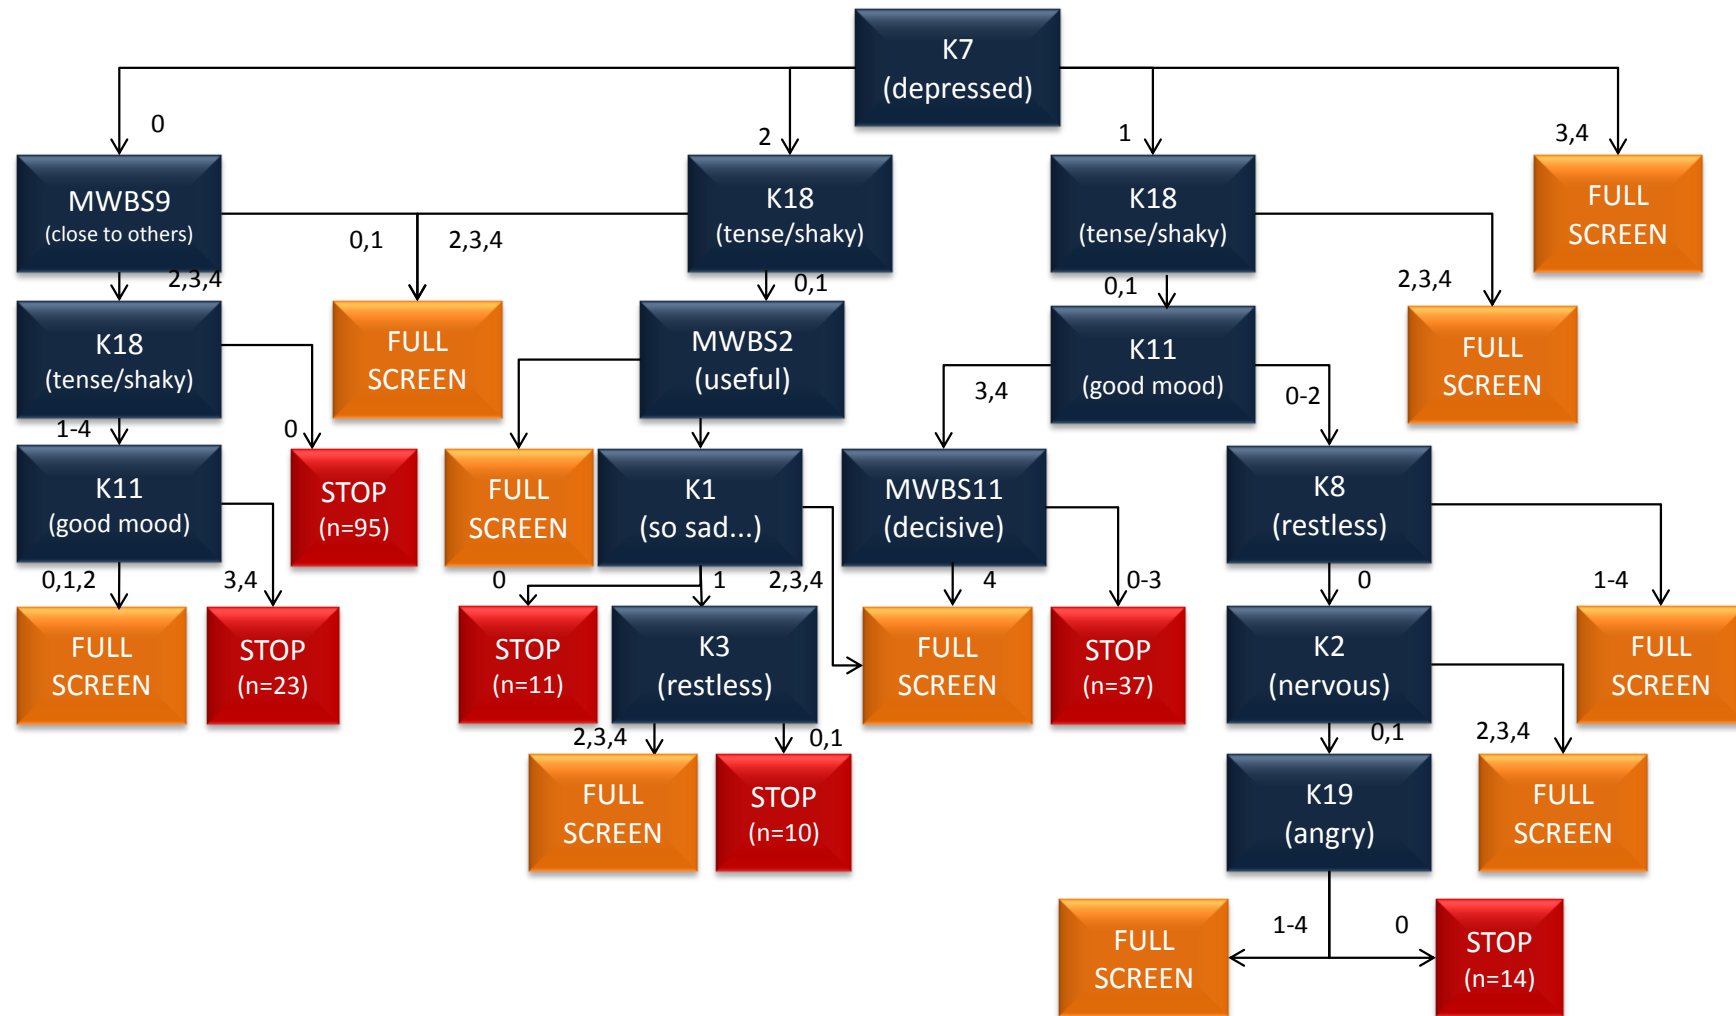 K7
(depressed)
0
2
1
3,4
MWBS9
(close to others)
K18
(tense/shaky)
K18
(tense/shaky)
FULL
SCREEN
0,1
2,3,4
2,3,4
0,1
0,1
2,3,4
K18
(tense/shaky)
FULL
SCREEN
MWBS2
(useful)
K11
(good mood)
FULL
SCREEN
1-4
0
3,4
0-2
K11
(good mood)
STOP
(n=95)
FULL
SCREEN
K1
(so sad...)
MWBS11
(decisive)
K8
(restless)
0,1,2
3,4
0
1
2,3,4
4
0-3
0
1-4
FULL
SCREEN
STOP
(n=23)
STOP
(n=11)
K3
(restless)
FULL
SCREEN
STOP
(n=37)
K2
(nervous)
FULL
SCREEN
2,3,4
0,1
0,1
2,3,4
FULL
SCREEN
STOP
(n=10)
K19
(angry)
FULL
SCREEN
1-4
0
FULL
SCREEN
STOP
(n=14)